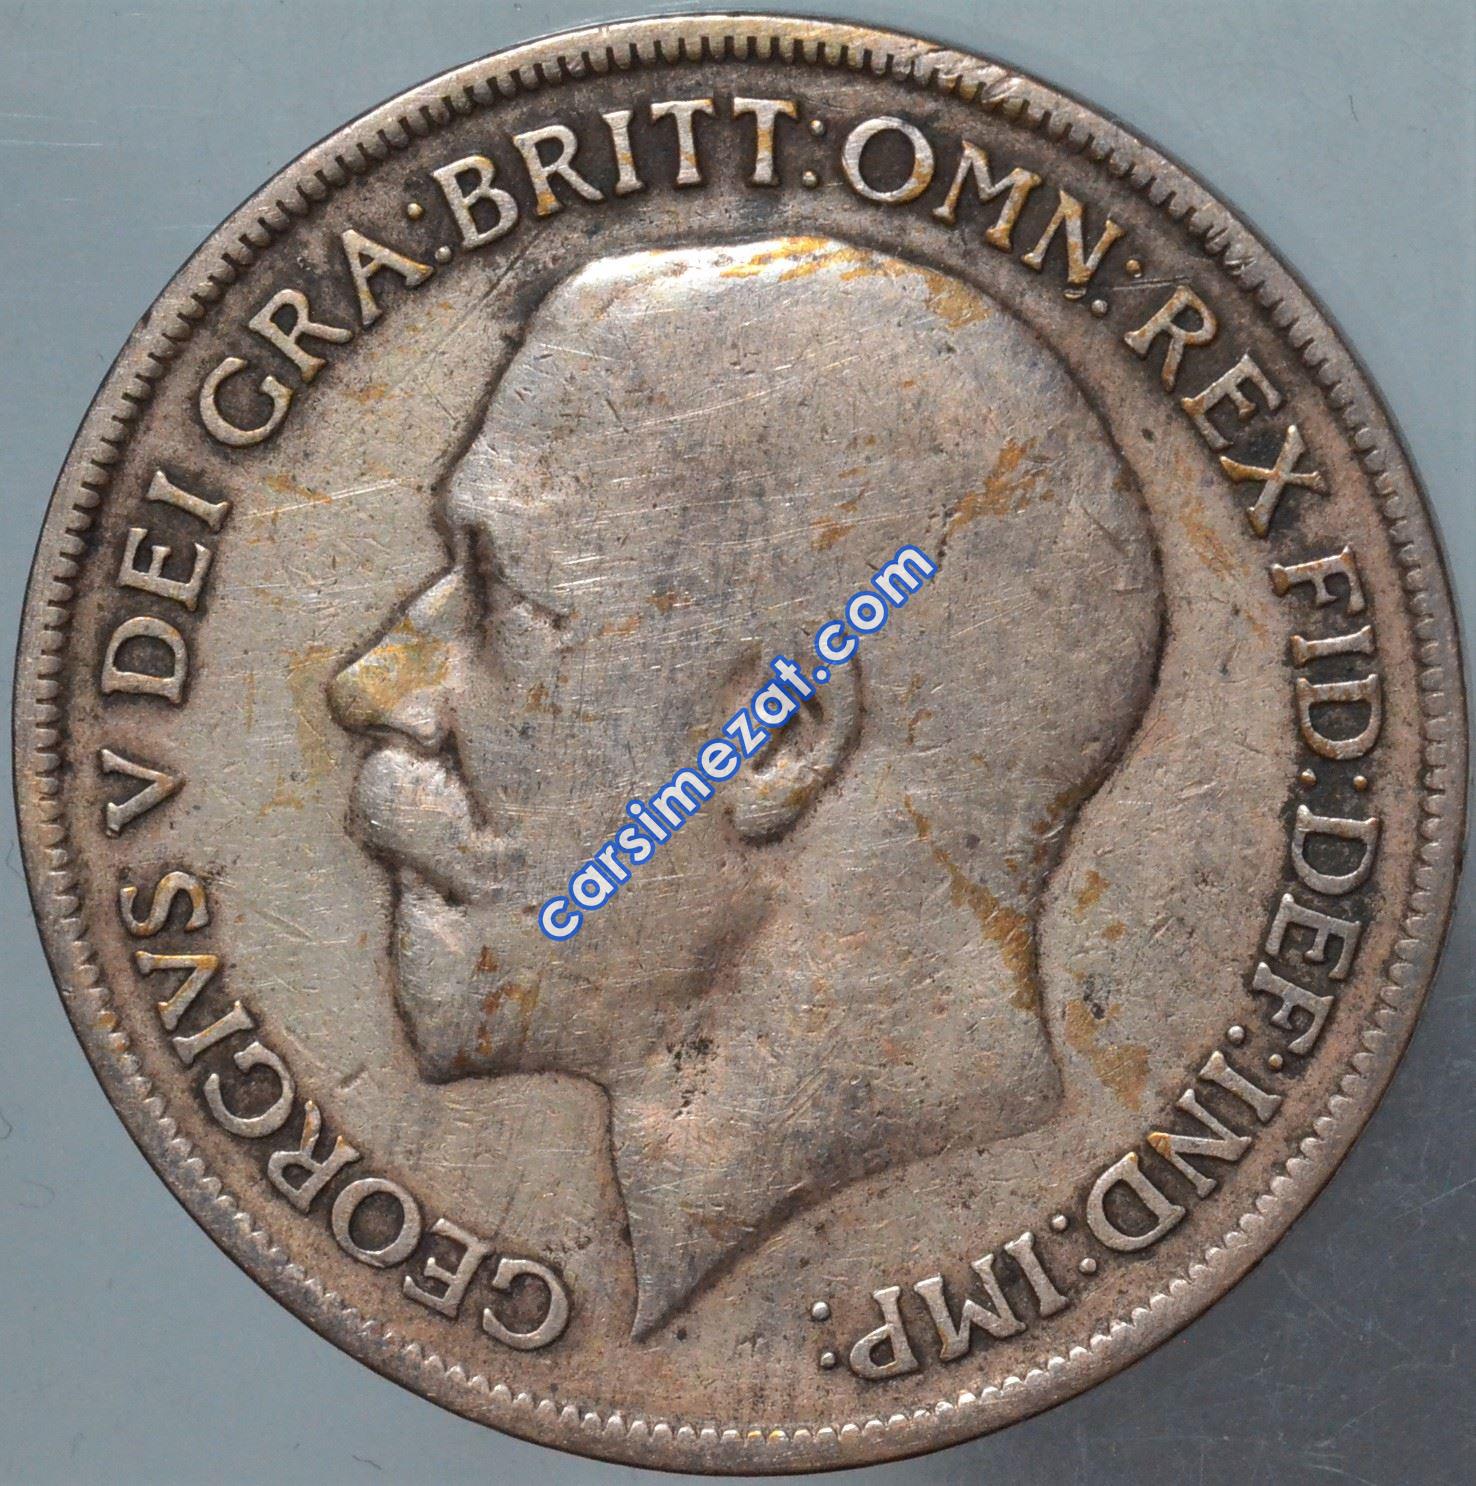 GEORGIVS V DEI GRA: BRITT: OMN: REX FID: DEF: IND: IMP:
carsimezat.com